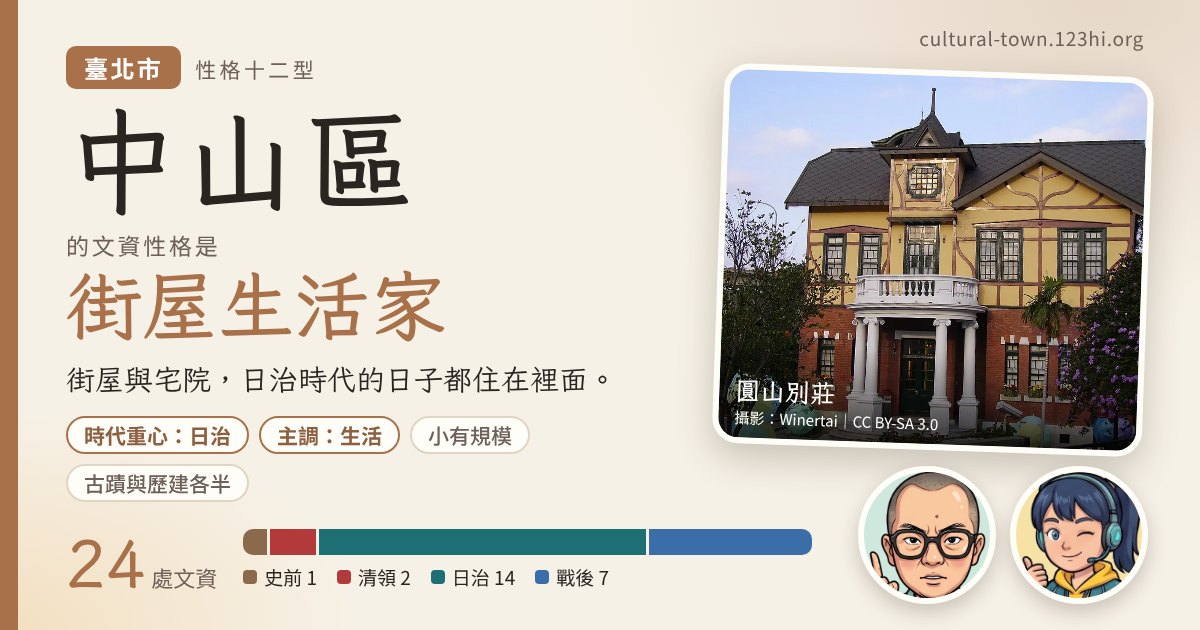 cultural-town.123hi.org
臺北市 性格十二型
中山區
的文資性格是
街屋生活家
街屋與宅院，日治時代的日子都住在裡面。
時代重心：日治 主調：生活 小有規模
古蹟與歷建各半
24 處文資
史前 1 清領 2 日治 14 戰後 7
圓山別莊
攝影：Winertai｜CC BY-SA 3.0